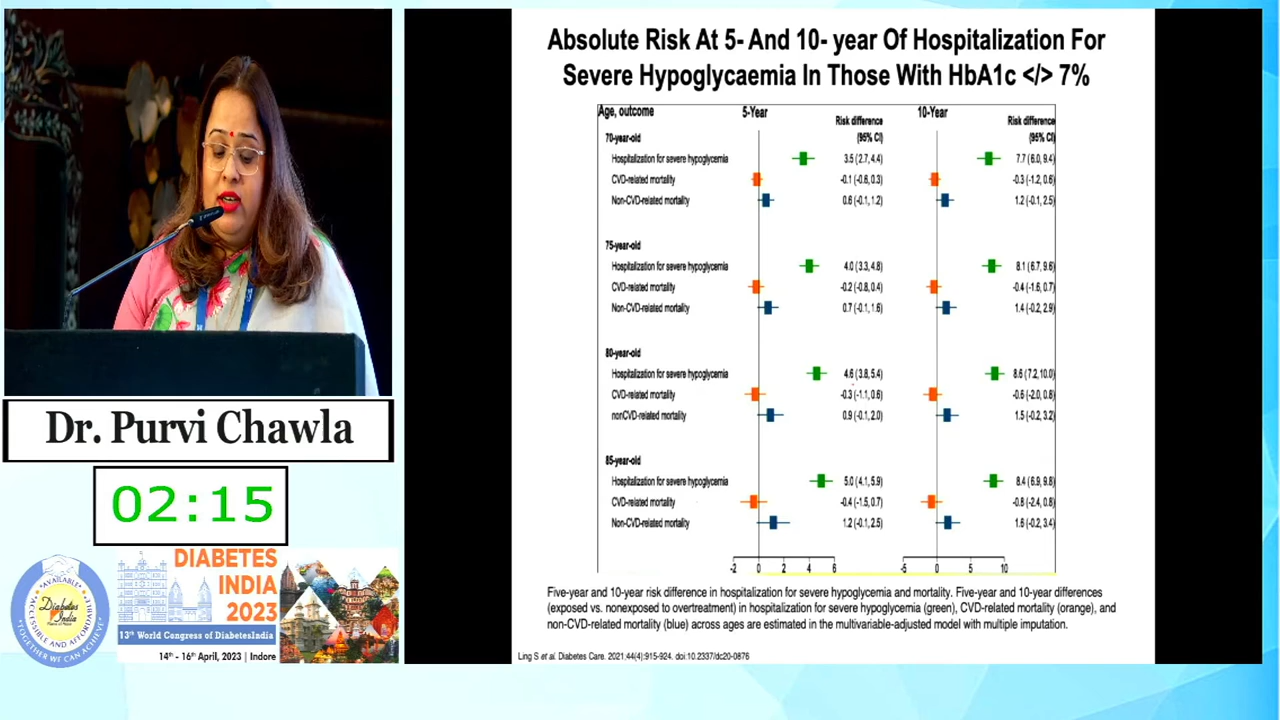 Absolute Risk At 5- And 10- year Of Hospitalization For
Severe Hypoglycaemia In Those With HbA1c </> 7%
Age, outcome 5-Year Risk difference (95% CI) 10-Year Risk difference (95% CI)
70-year-old
Hospitalization for severe hypoglycemia 3.5 (2.7, 4.4) 7.7 (6.0, 9.4)
CVD-related mortality -0.1 (-0.6, 0.3) -0.3 (-1.2, 0.6)
Non-CVD-related mortality 0.6 (-0.1, 1.2) 1.2 (-0.1, 2.5)
75-year-old
Hospitalization for severe hypoglycemia 4.0 (3.3, 4.8) 8.1 (6.7, 9.6)
CVD-related mortality -0.2 (-0.8, 0.4) -0.4 (-1.6, 0.7)
Non-CVD-related mortality 0.7 (-0.1, 1.6) 1.4 (-0.2, 2.9)
80-year-old
Hospitalization for severe hypoglycemia 4.6 (3.8, 5.4) 8.6 (7.2, 10.0)
CVD-related mortality -0.3 (-1.1, 0.6) -0.6 (-2.0, 0.8)
nonCVD-related mortality 0.9 (-0.1, 2.0) 1.5 (-0.2, 3.2)
85-year-old
Hospitalization for severe hypoglycemia 5.0 (4.1, 5.9) 8.4 (6.9, 9.8)
CVD-related mortality -0.4 (-1.5, 0.7) -0.8 (-2.4, 0.8)
Non-CVD-related mortality 1.2 (-0.1, 2.5) 1.6 (-0.2, 3.4)
-2 0 2 4 6 -5 0 5 10
Five-year and 10-year risk difference in hospitalization for severe hypoglycemia and mortality. Five-year and 10-year differences
(exposed vs. nonexposed to overtreatment) in hospitalization for severe hypoglycemia (green), CVD-related mortality (orange), and
non-CVD-related mortality (blue) across ages are estimated in the multivariable-adjusted model with multiple imputation.
Ling S et al. Diabetes Care. 2021;44(4):915-924. doi:10.2337/dc20-0876
Dr. Purvi Chawla
02:15
AVAILABLE
Diabetes
India
ACCESSIBLE AND AFFORDABLE
TOGETHER WE CAN ACHIEVE
DIABETES
INDIA
2023
13th World Congress of DiabetesIndia
14th - 16th April, 2023 | Indore